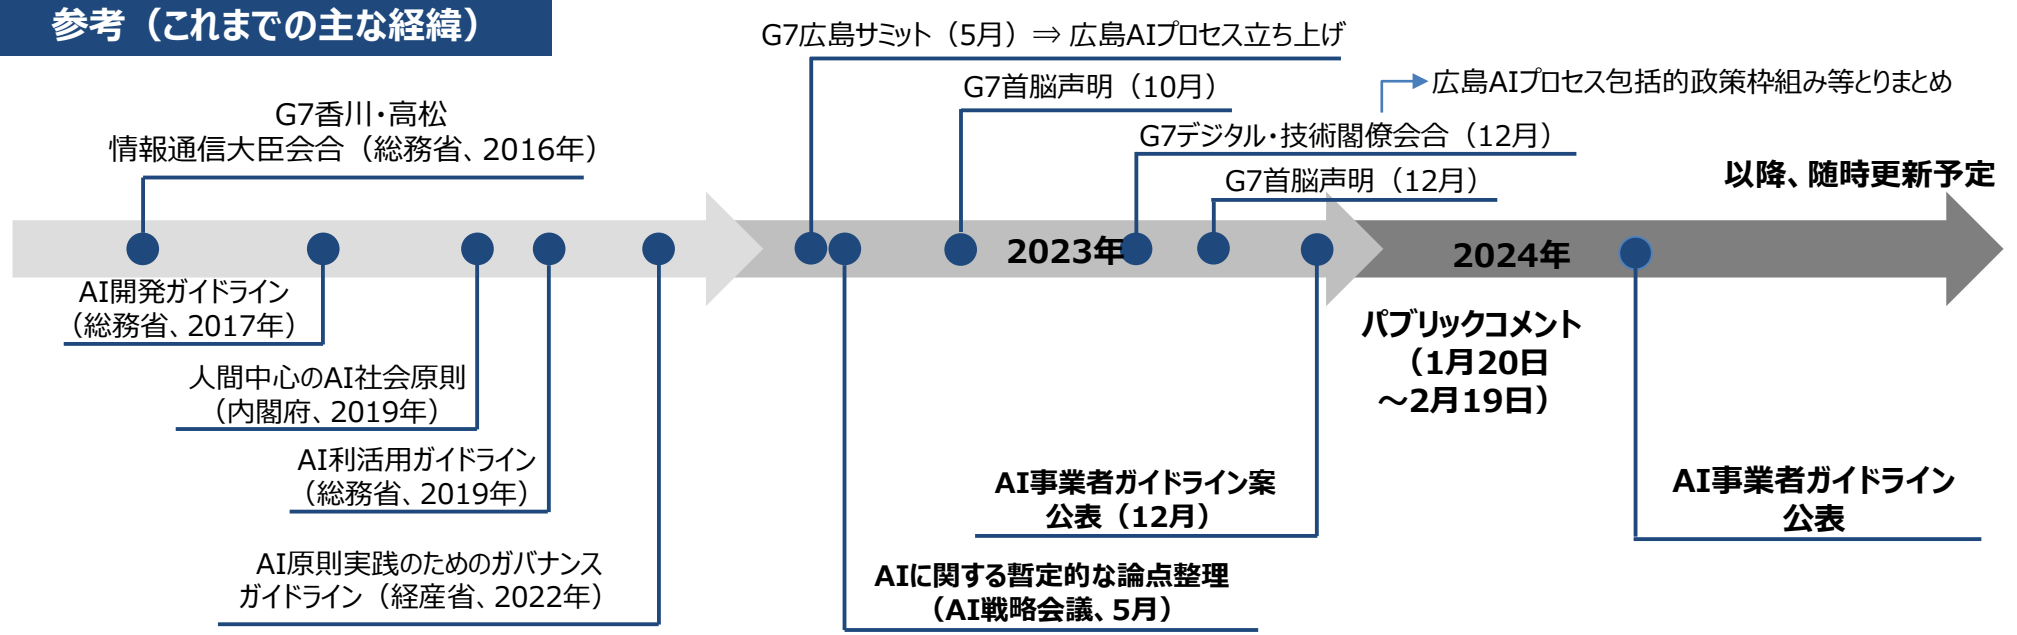 参考（これまでの主な経緯）
G7香川・高松
情報通信大臣会合（総務省、2016年）
G7広島サミット（5月）⇒ 広島AIプロセス立ち上げ
G7首脳声明（10月）
広島AIプロセス包括的政策枠組み等とりまとめ
G7デジタル・技術閣僚会合（12月）
G7首脳声明（12月）
以降、随時更新予定
2023年
2024年
AI開発ガイドライン
（総務省、2017年）
人間中心のAI社会原則
（内閣府、2019年）
AI利活用ガイドライン
（総務省、2019年）
AI原則実践のためのガバナンス
ガイドライン（経産省、2022年）
AI事業者ガイドライン案
公表（12月）
AIに関する暫定的な論点整理
（AI戦略会議、5月）
パブリックコメント
（1月20日
～2月19日）
AI事業者ガイドライン
公表